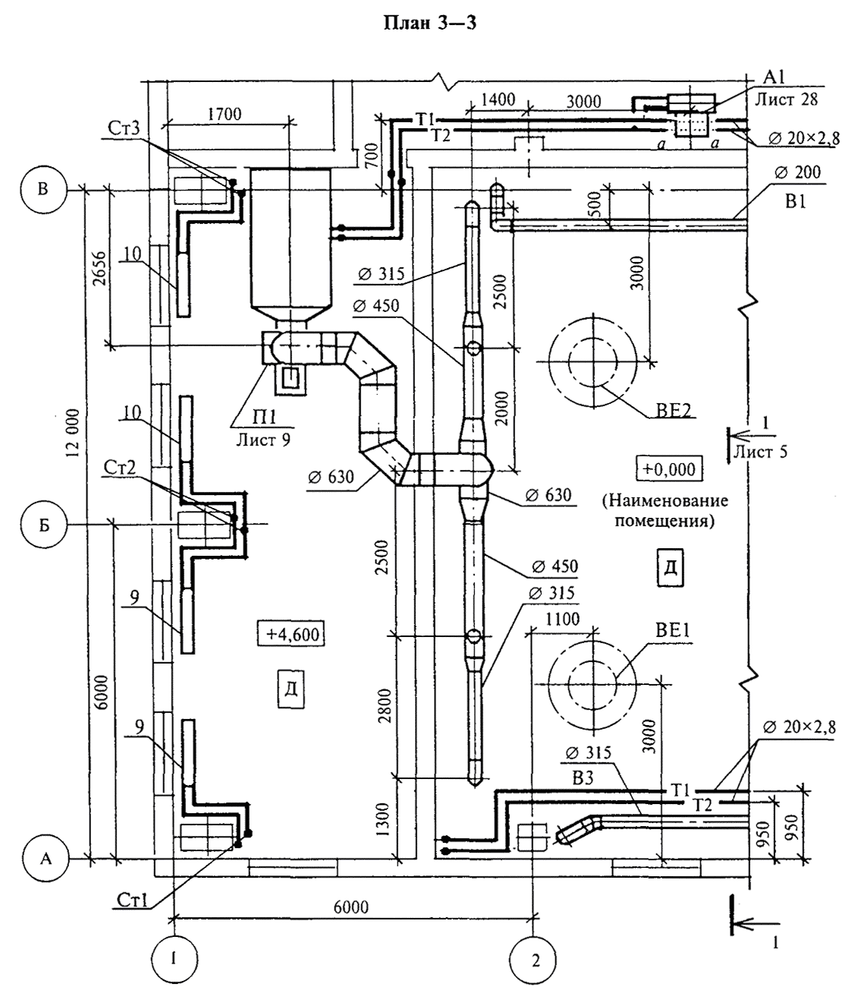 План 3—3
А1
Лист 28
1400
3000
1700
Ст3
Т1
Т2
a
a
Ø 20×2,8
700
Ø 200
В1
В
500
10
2656
Ø 315
3000
2500
Ø 450
10
П1
Лист 9
2000
ВЕ2
1
Лист 5
12 000
Ст2
Ø 630
+0,000
Ø 630
(Наименование
помещения)
Б
2500
Ø 450
Д
Ø 315
9
1100
+4,600
ВЕ1
6000
Д
2800
9
3000
Ø 20×2,8
Ø 315
В3
Т1
Т2
1300
950
950
А
Ст1
6000
1
1
2